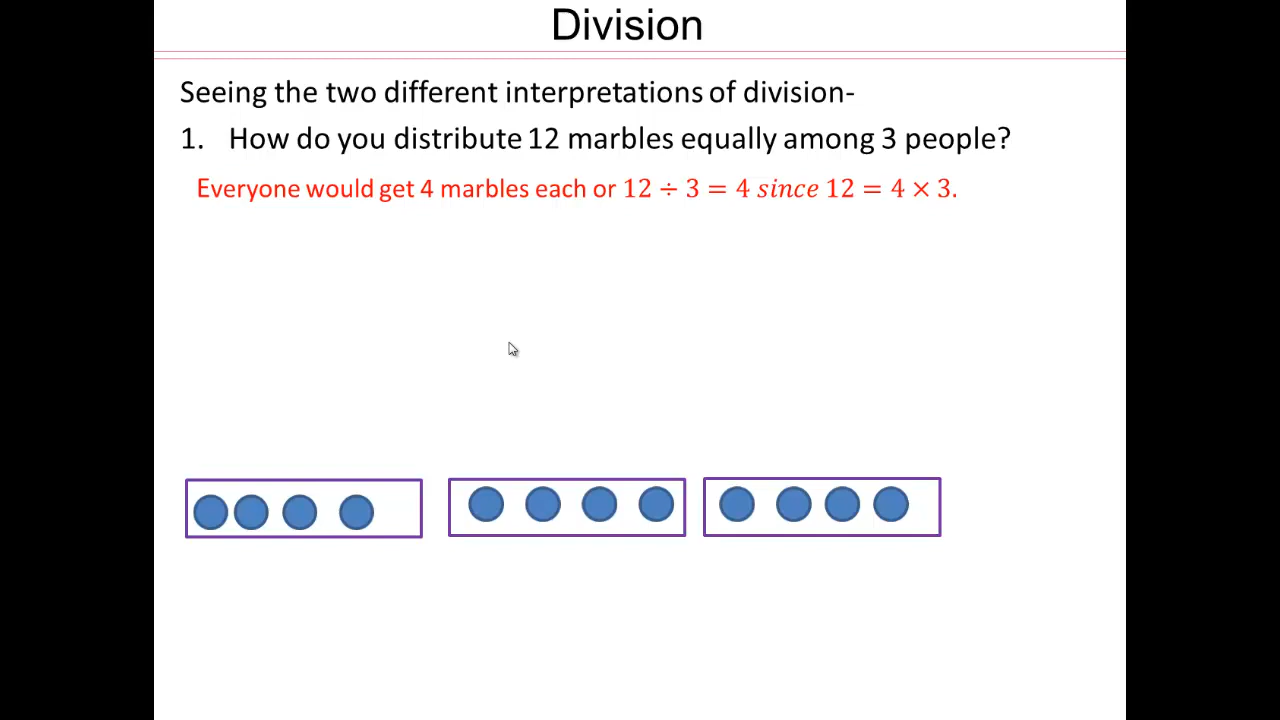 Division
Seeing the two different interpretations of division-
1. How do you distribute 12 marbles equally among 3 people?
Everyone would get 4 marbles each or 12 ÷ 3 = 4 since 12 = 4 × 3.